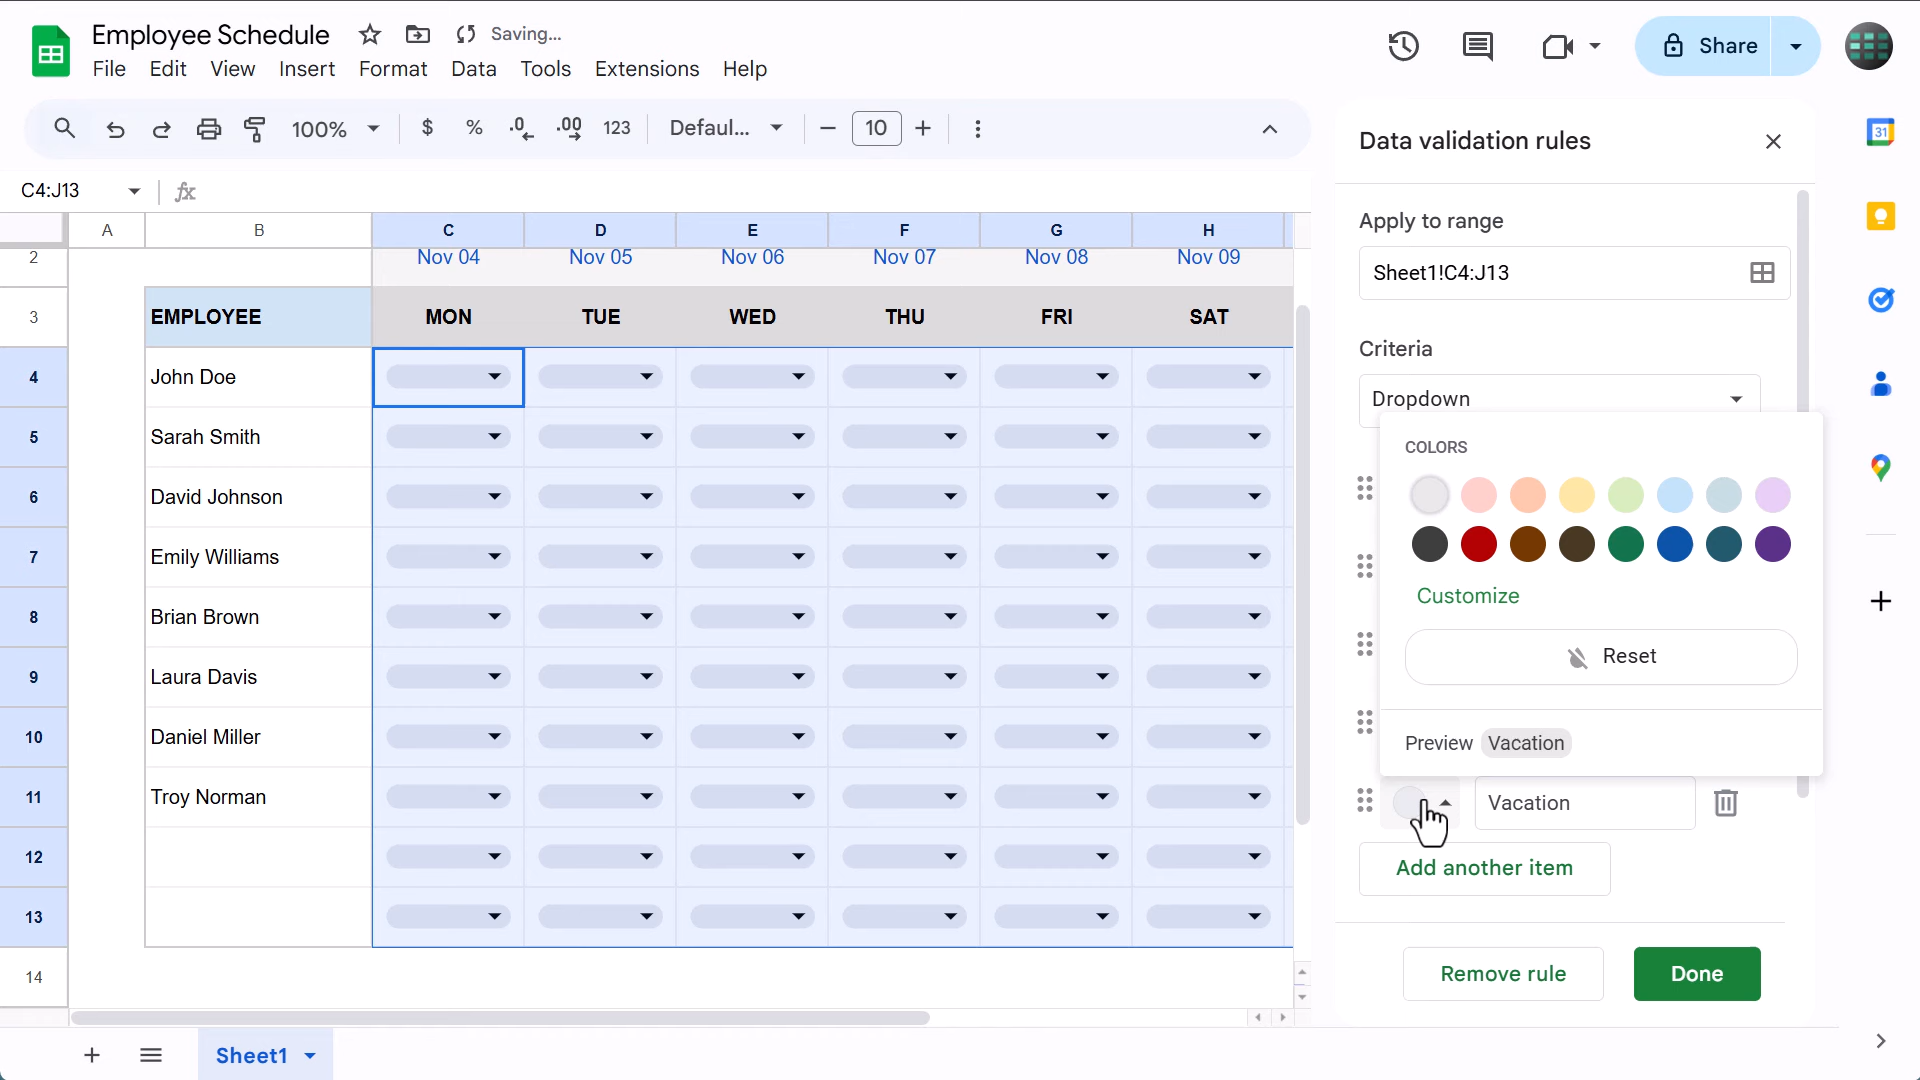 Employee Schedule
Saving...
File Edit View Insert Format Data Tools Extensions Help
Share
100%
$ % .0 .00 123
Defaul...
10
31
C4:J13
fx
A B C D E F G H
2 Nov 04 Nov 05 Nov 06 Nov 07 Nov 08 Nov 09
3 EMPLOYEE MON TUE WED THU FRI SAT
4 John Doe
5 Sarah Smith
6 David Johnson
7 Emily Williams
8 Brian Brown
9 Laura Davis
10 Daniel Miller
11 Troy Norman
12
13
14
Data validation rules
Apply to range
Sheet1!C4:J13
Criteria
Dropdown
COLORS
Customize
Reset
Preview Vacation
Vacation
Add another item
Remove rule
Done
Sheet1